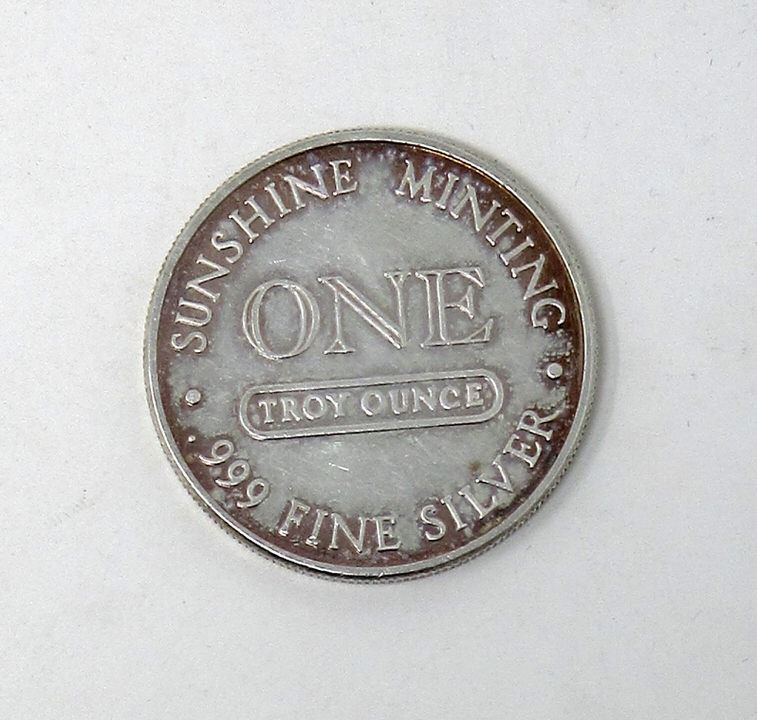 SUNSHINE MINTING
ONE
TROY OUNCE
.999 FINE SILVER